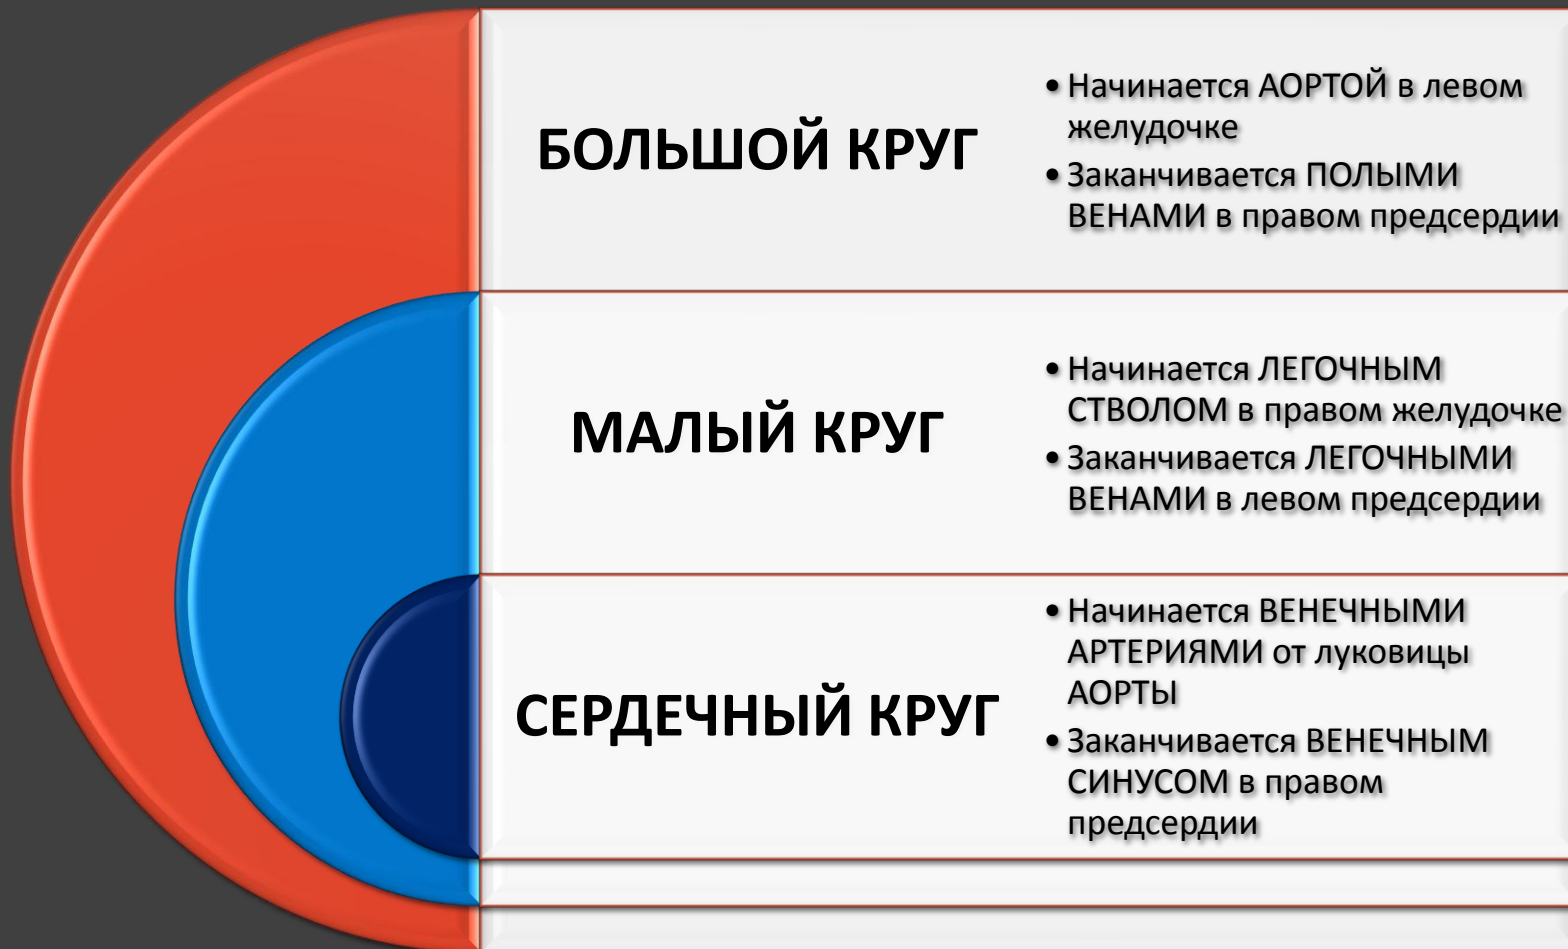 БОЛЬШОЙ КРУГ
• Начинается АОРТОЙ в левом
желудочке
• Заканчивается ПОЛЫМИ
ВЕНАМИ в правом предсердии
МАЛЫЙ КРУГ
• Начинается ЛЕГОЧНЫМ
СТВОЛОМ в правом желудочке
• Заканчивается ЛЕГОЧНЫМИ
ВЕНАМИ в левом предсердии
СЕРДЕЧНЫЙ КРУГ
• Начинается ВЕНЕЧНЫМИ
АРТЕРИЯМИ от луковицы
АОРТЫ
• Заканчивается ВЕНЕЧНЫМ
СИНУСОМ в правом
предсердии